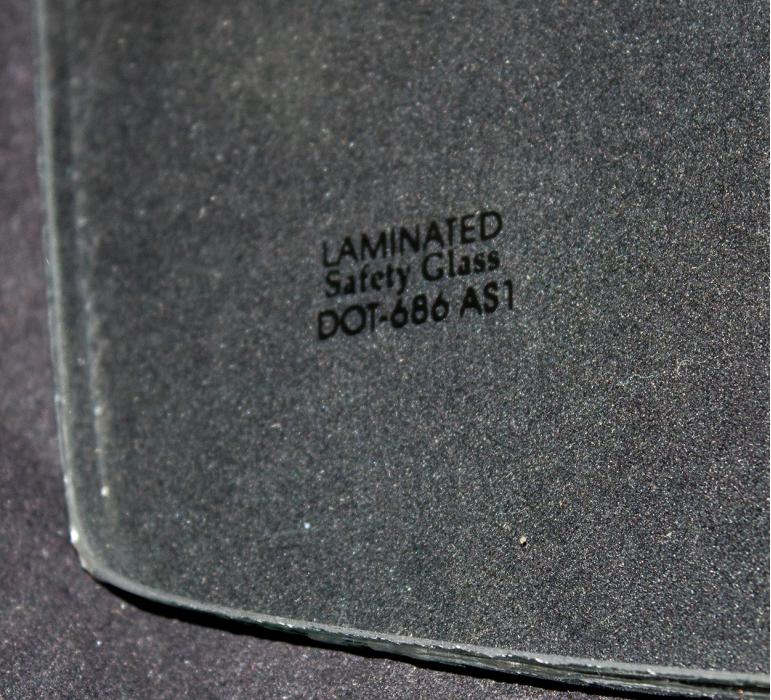 LAMINATED
Safety Glass
DOT-686 AS1